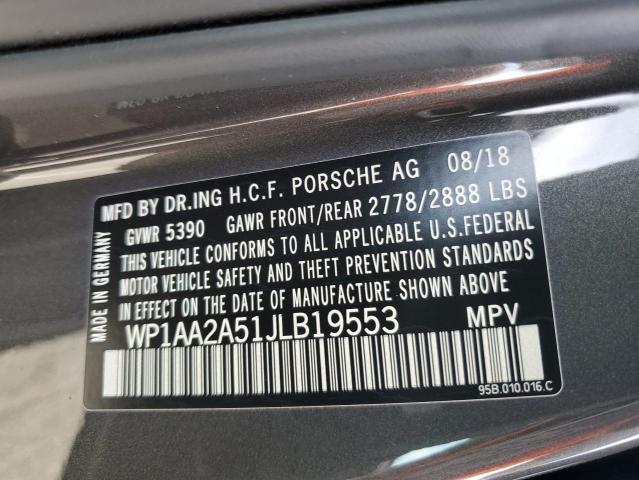 MFD BY DR.ING H.C.F. PORSCHE AG 08/18
GVWR 5390 GAWR FRONT/REAR 2778/2888 LBS
THIS VEHICLE CONFORMS TO ALL APPLICABLE U.S.FEDERAL
MOTOR VEHICLE SAFETY AND THEFT PREVENTION STANDARDS
IN EFFECT ON THE DATE OF MANUFACTURE SHOWN ABOVE
WP1AA2A51JLB19553 MPV
95B.010.016.C
MADE IN GERMANY